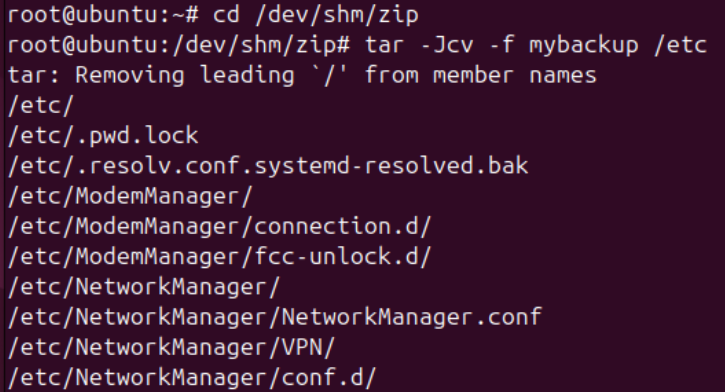 root@ubuntu:~# cd /dev/shm/zip
root@ubuntu:/dev/shm/zip# tar -Jcv -f mybackup /etc
tar: Removing leading `/' from member names
/etc/
/etc/.pwd.lock
/etc/.resolv.conf.systemd-resolved.bak
/etc/ModemManager/
/etc/ModemManager/connection.d/
/etc/ModemManager/fcc-unlock.d/
/etc/NetworkManager/
/etc/NetworkManager/NetworkManager.conf
/etc/NetworkManager/VPN/
/etc/NetworkManager/conf.d/